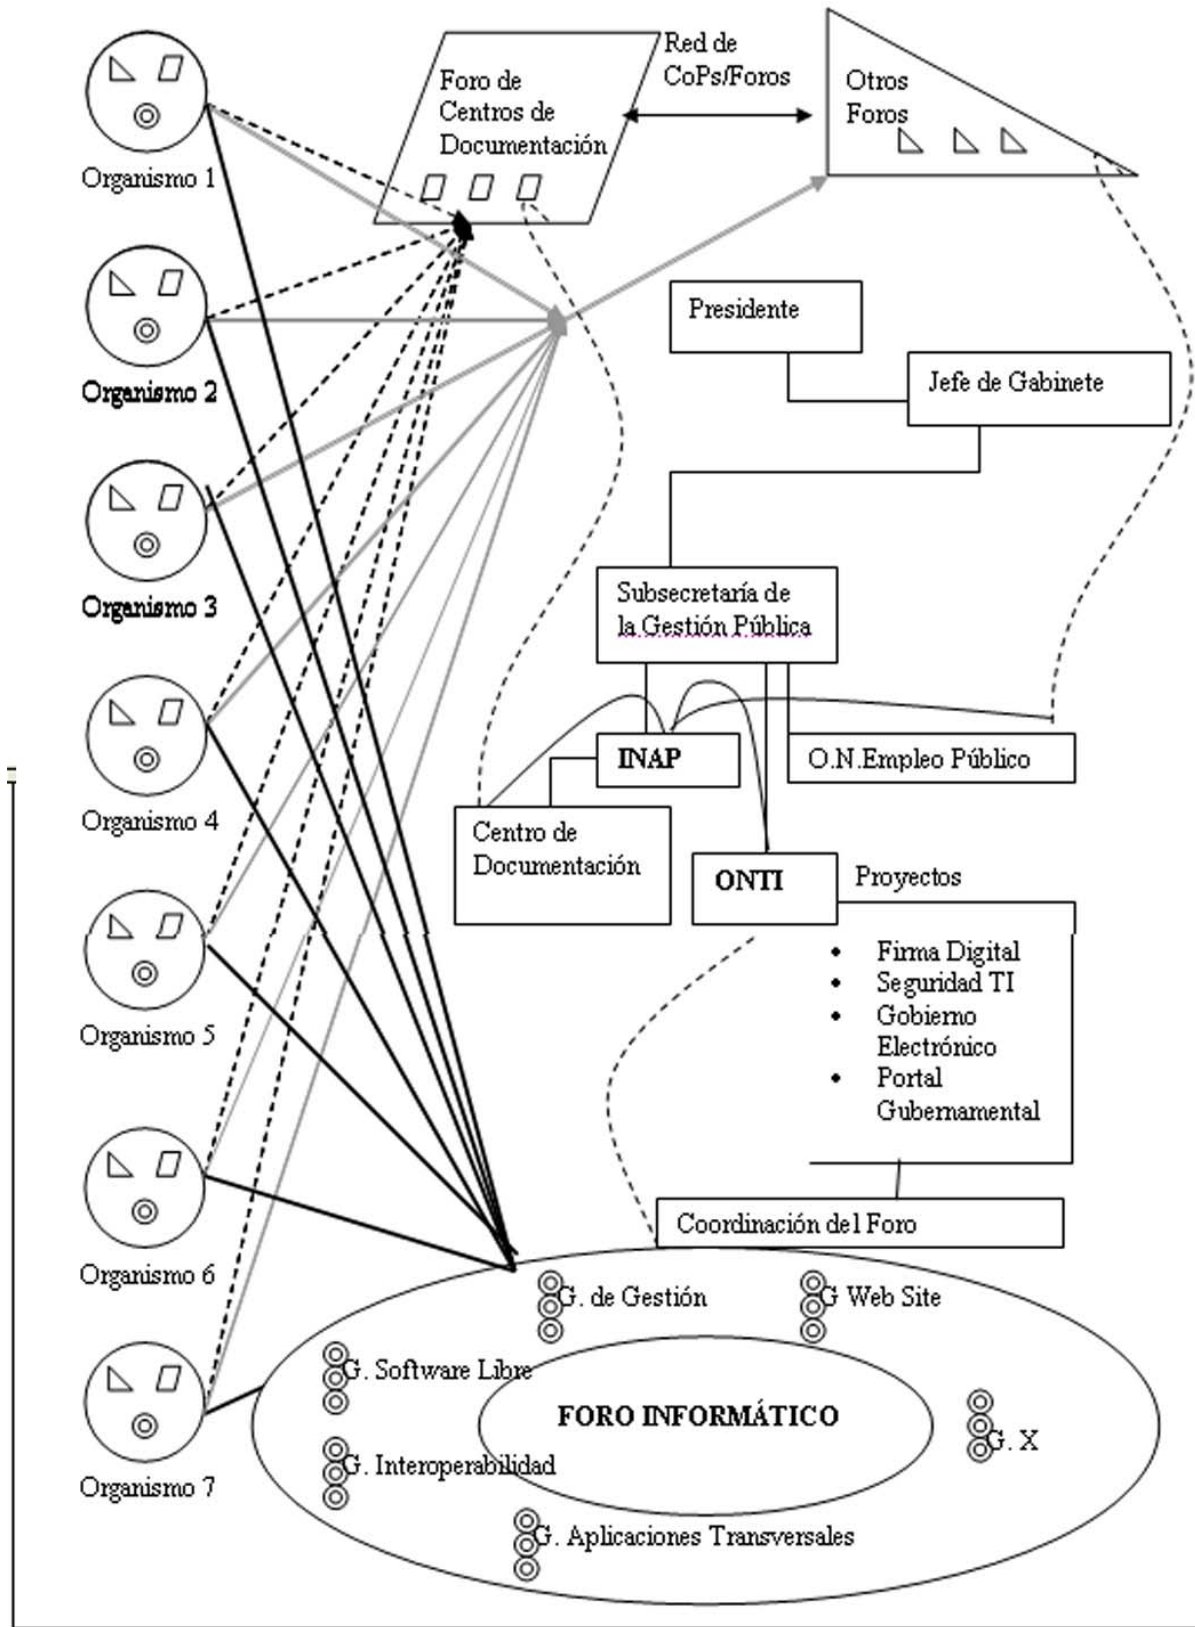 Red de
CoPs/Foros
Foro de
Centros de
Documentación
Otros
Foros
Organismo 1
Presidente
Jefe de Gabinete
Organismo 2
Organismo 3
Subsecretaría de
la Gestión Pública
INAP
O.N.Empleo Público
Organismo 4
Centro de
Documentación
ONTI
Proyectos
• Firma Digital
• Seguridad TI
• Gobierno
Electrónico
• Portal
Gubernamental
Organismo 5
Coordinación del Foro
Organismo 6
G. de Gestión
G Web Site
G. Software Libre
FORO INFORMÁTICO
G. X
G. Interoperabilidad
Organismo 7
G. Aplicaciones Transversales